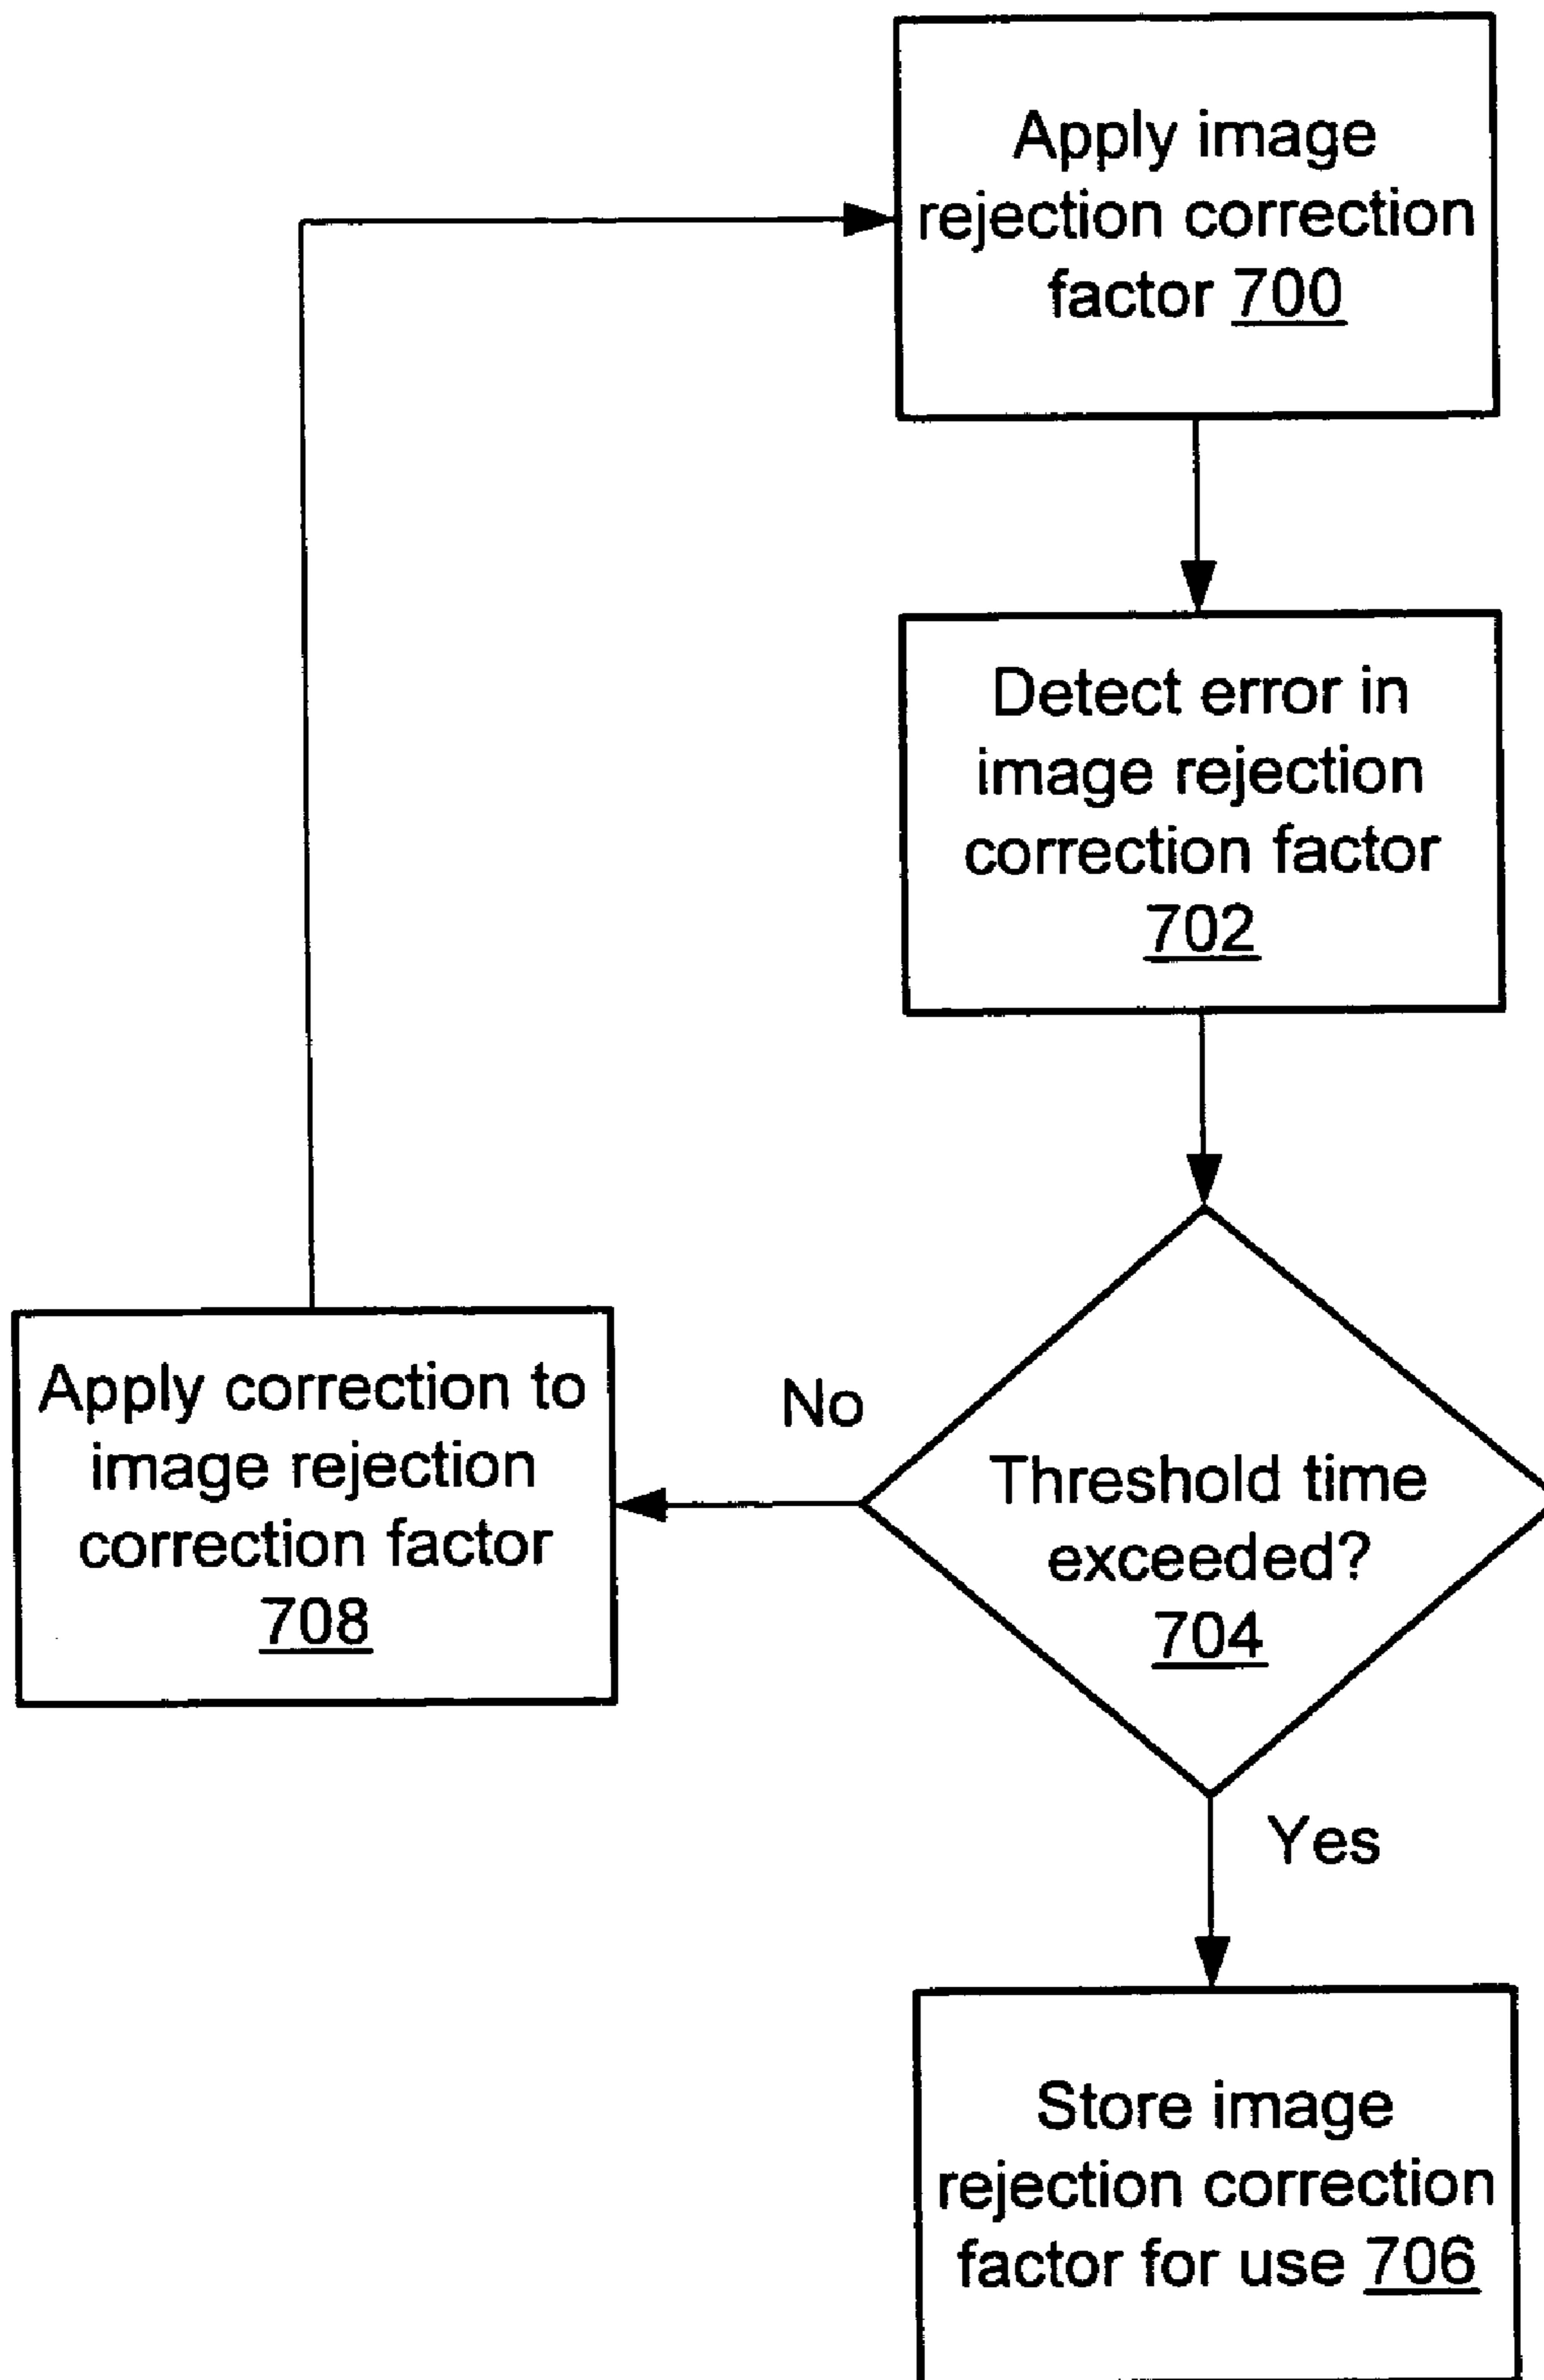 Apply image
rejection correction
factor 700
Detect error in
image rejection
correction factor
702
Threshold time
exceeded?
704
No
Apply correction to
image rejection
correction factor
708
Yes
Store image
rejection correction
factor for use 706